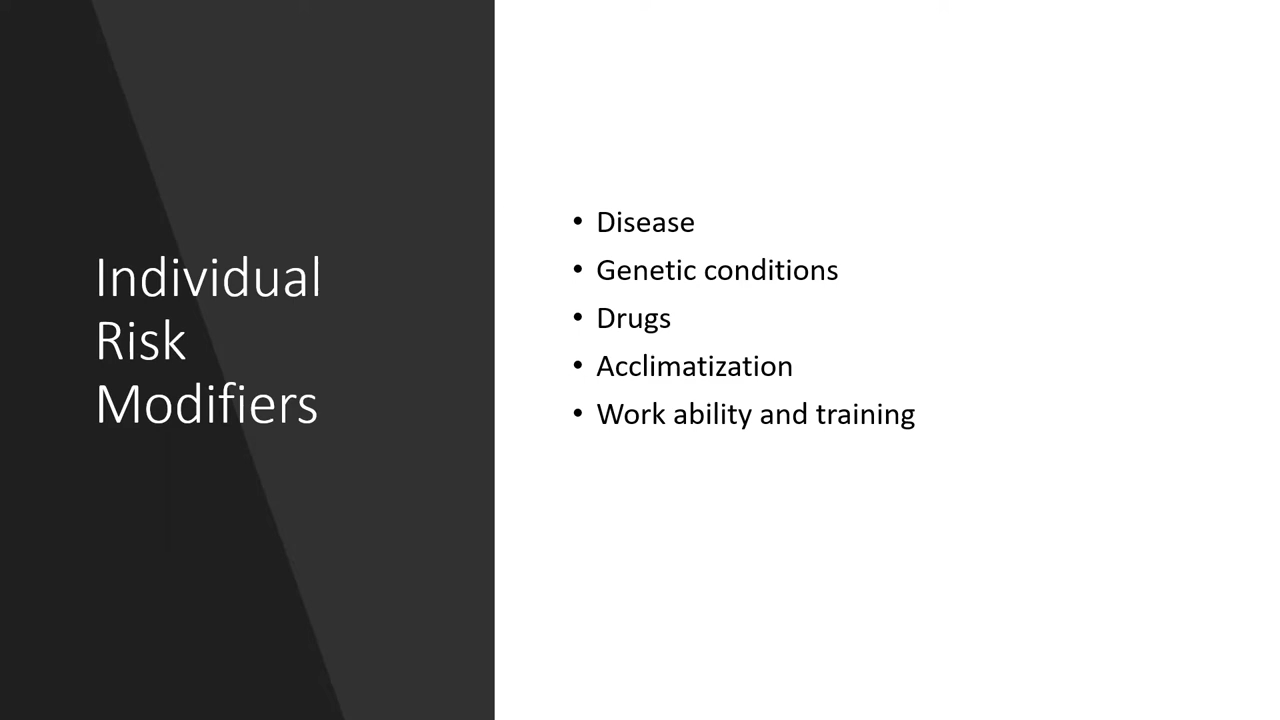 Individual
Risk
Modifiers
• Disease
• Genetic conditions
• Drugs
• Acclimatization
• Work ability and training